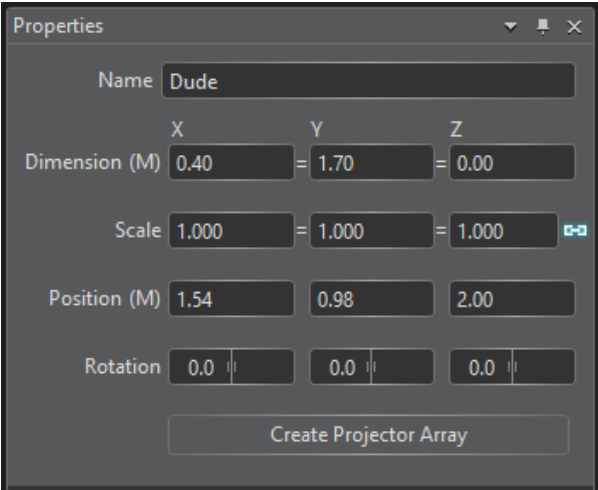 Properties
Name Dude
X Y Z
Dimension (M) 0.40 = 1.70 = 0.00
Scale 1.000 = 1.000 = 1.000
Position (M) 1.54 0.98 2.00
Rotation 0.0 0.0 0.0
Create Projector Array